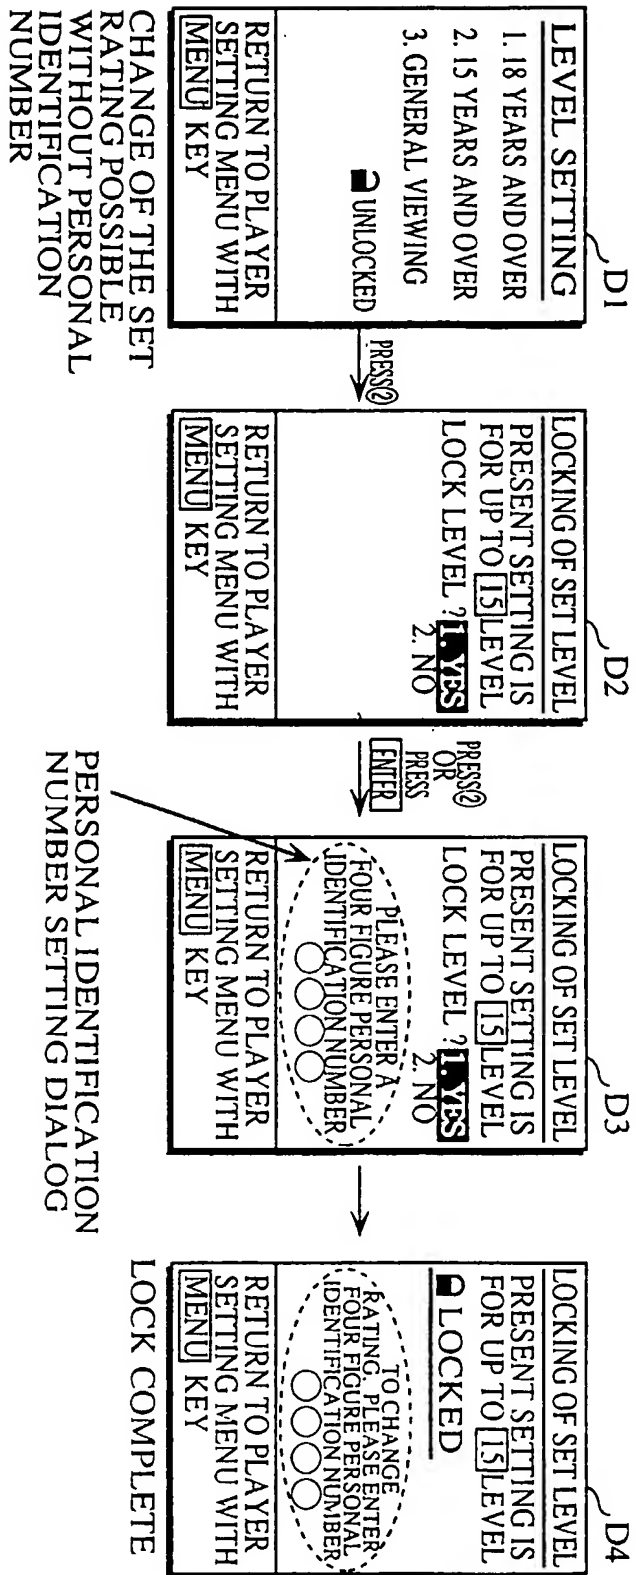 D1
LEVEL SETTING
1. 18 YEARS AND OVER
2. 15 YEARS AND OVER
3. GENERAL VIEWING
UNLOCKED
RETURN TO PLAYER
SETTING MENU WITH
MENU KEY
CHANGE OF THE SET
RATING POSSIBLE
WITHOUT PERSONAL
IDENTIFICATION
NUMBER
PRESS②
D2
LOCKING OF SET LEVEL
PRESENT SETTING IS
FOR UP TO 15 LEVEL
LOCK LEVEL ? 1. YES
2. NO
RETURN TO PLAYER
SETTING MENU WITH
MENU KEY
PRESS②
OR
PRESS
ENTER
D3
LOCKING OF SET LEVEL
PRESENT SETTING IS
FOR UP TO 15 LEVEL
LOCK LEVEL ? 1. YES
2. NO
PLEASE ENTER A
FOUR FIGURE PERSONAL
IDENTIFICATION NUMBER
RETURN TO PLAYER
SETTING MENU WITH
MENU KEY
PERSONAL IDENTIFICATION
NUMBER SETTING DIALOG
D4
LOCKING OF SET LEVEL
PRESENT SETTING IS
FOR UP TO 15 LEVEL
LOCKED
TO CHANGE
RATING, PLEASE ENTER
FOUR FIGURE PERSONAL
IDENTIFICATION NUMBER
RETURN TO PLAYER
SETTING MENU WITH
MENU KEY
LOCK COMPLETE